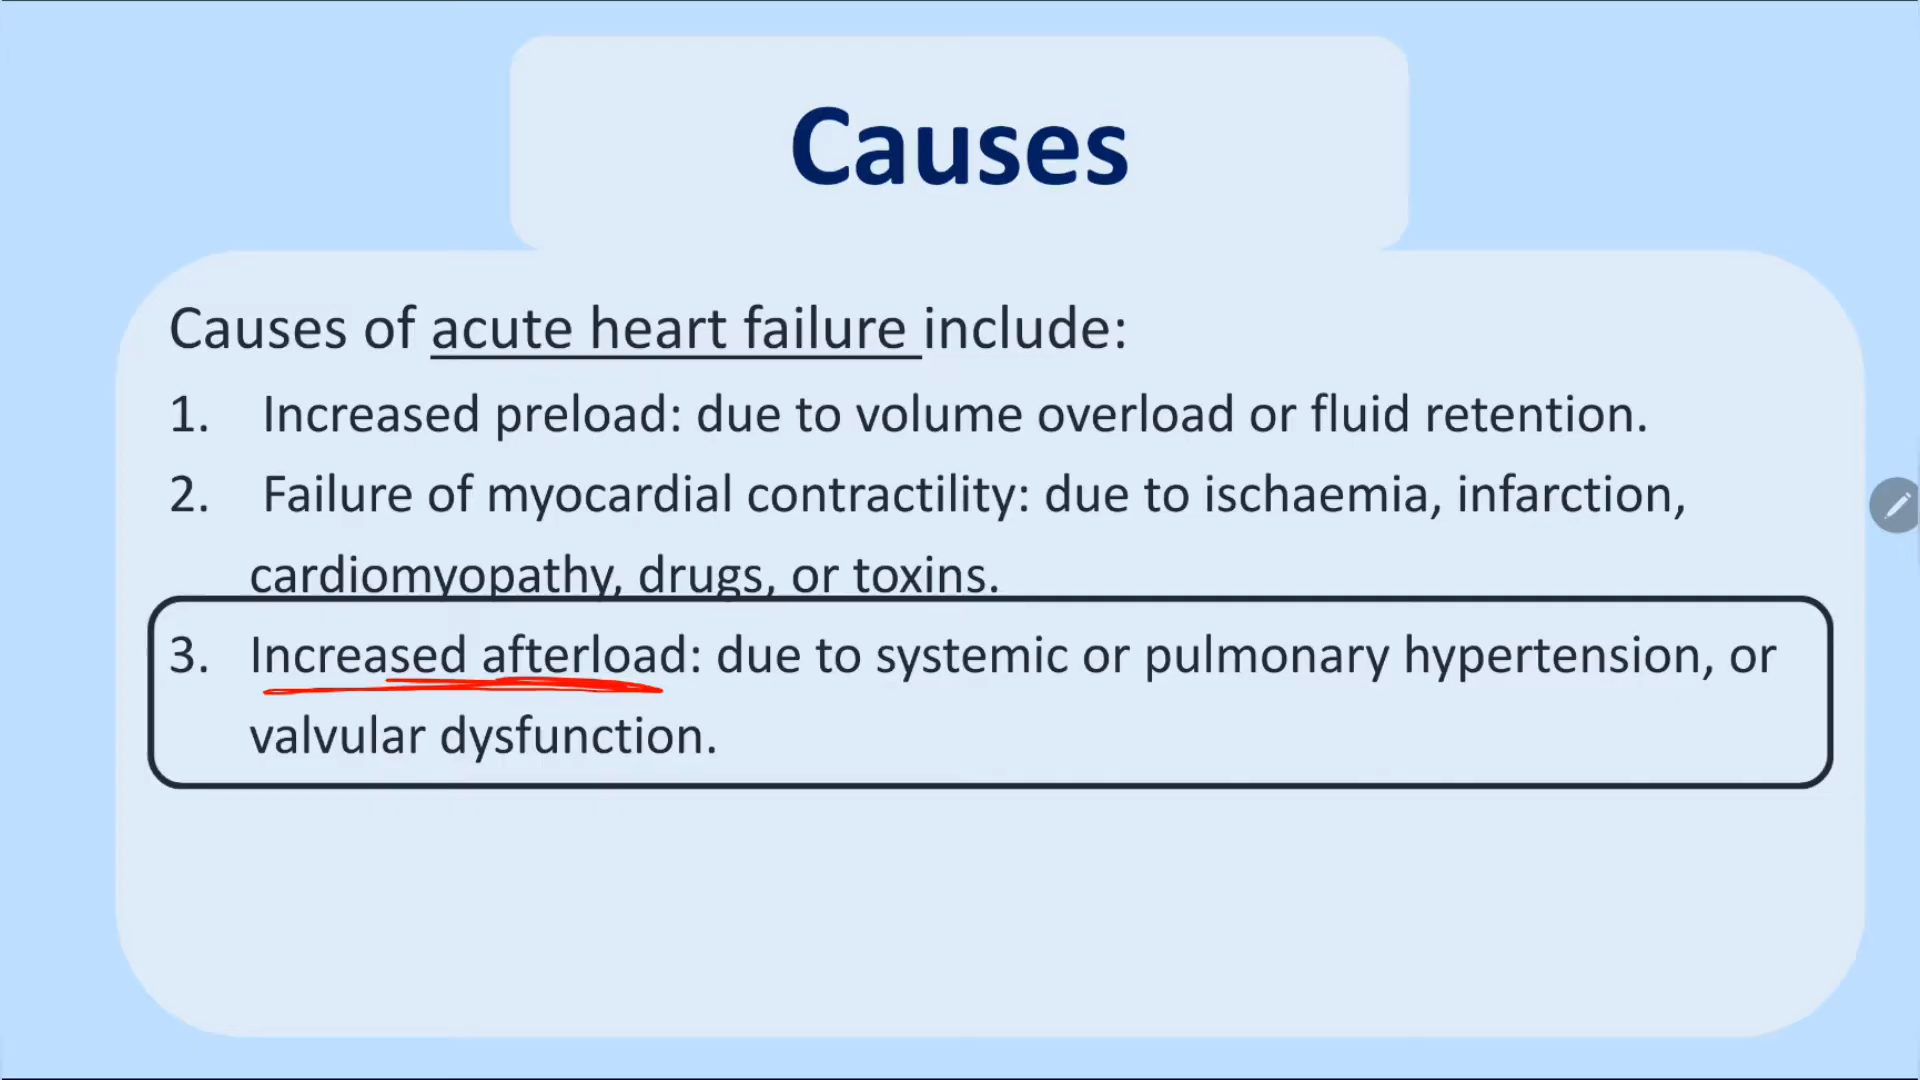 Causes
Causes of acute heart failure include:
1. Increased preload: due to volume overload or fluid retention.
2. Failure of myocardial contractility: due to ischaemia, infarction,
cardiomyopathy, drugs, or toxins.
3. Increased afterload: due to systemic or pulmonary hypertension, or
valvular dysfunction.